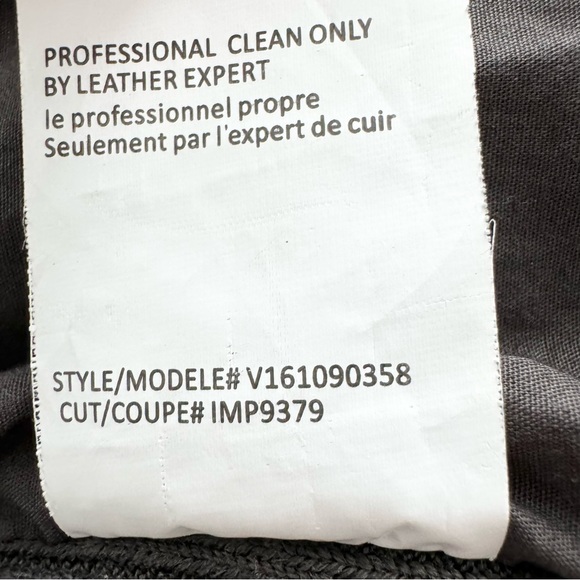 PROFESSIONAL CLEAN ONLY
BY LEATHER EXPERT
le professionnel propre
Seulement par l'expert de cuir
STYLE/MODELE# V161090358
CUT/COUPE# IMP9379